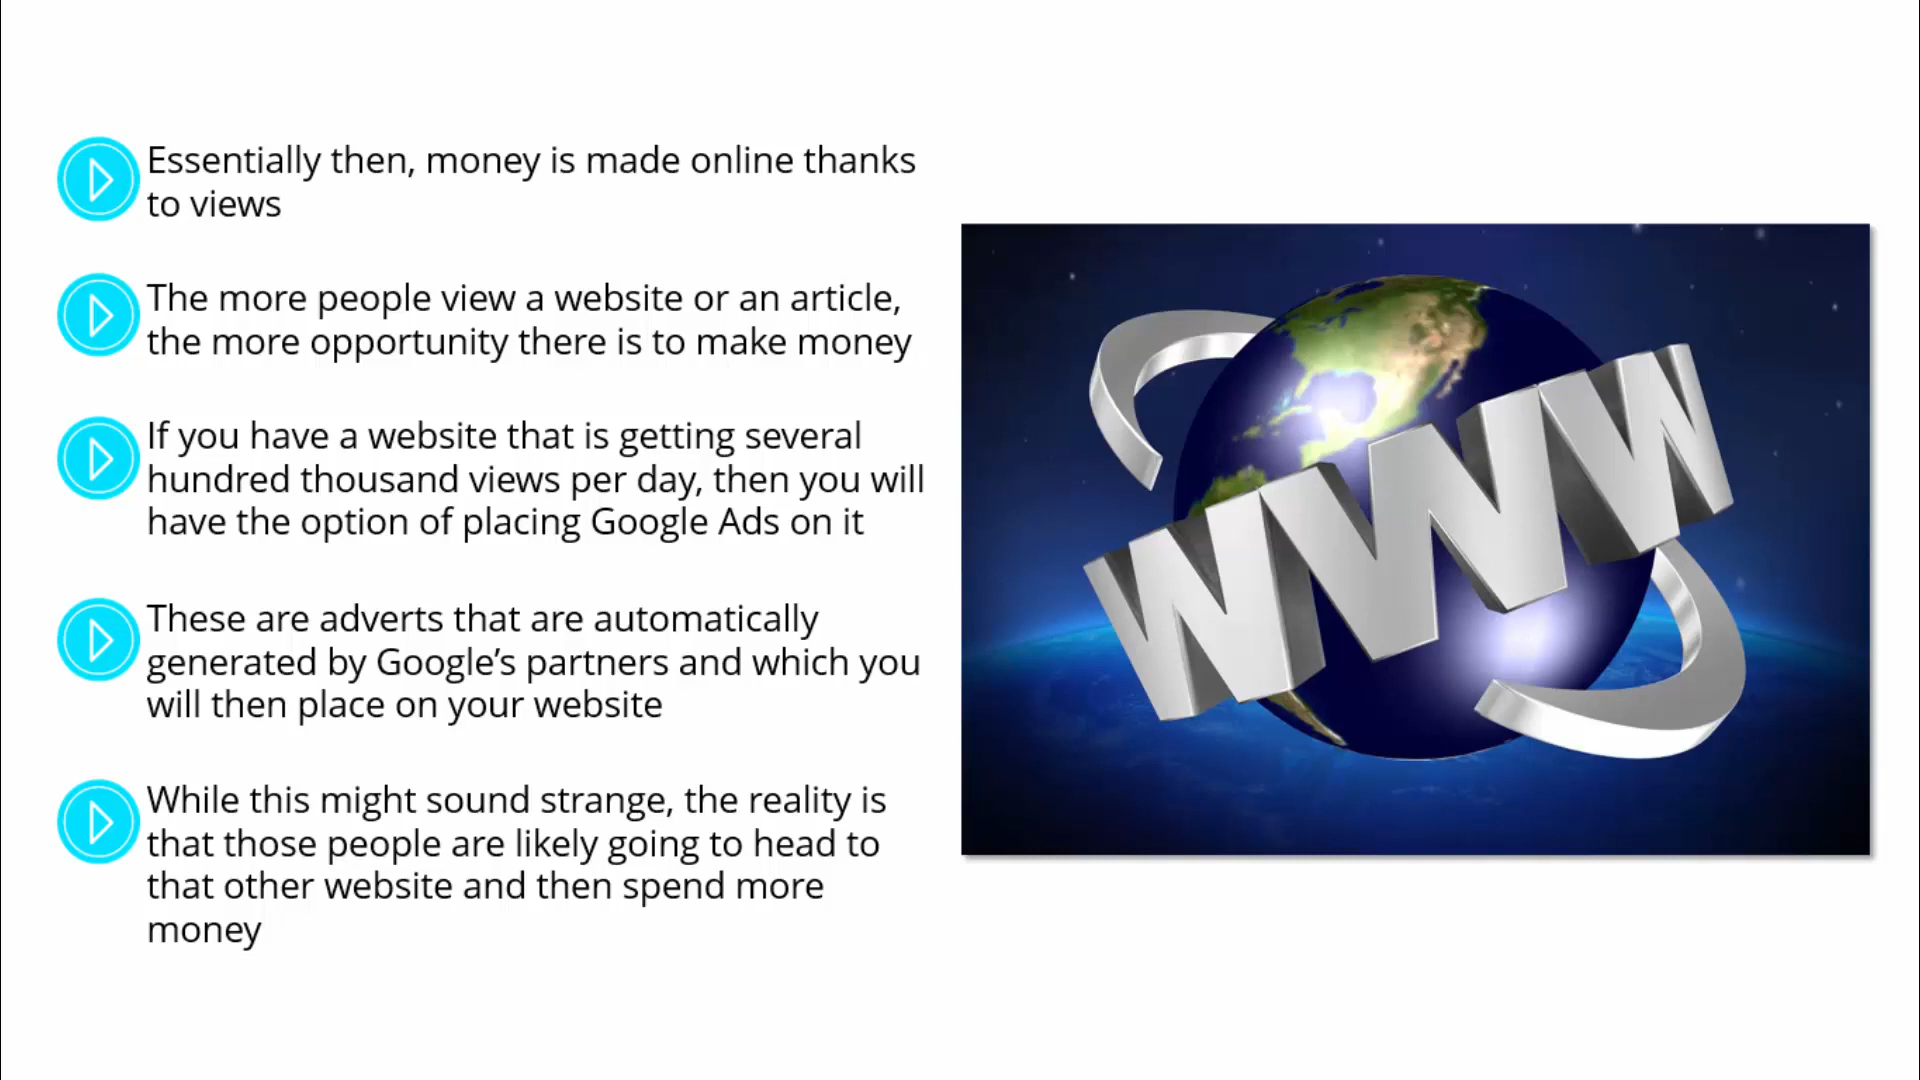 Essentially then, money is made online thanks
to views
The more people view a website or an article,
the more opportunity there is to make money
If you have a website that is getting several
hundred thousand views per day, then you will
have the option of placing Google Ads on it
These are adverts that are automatically
generated by Google’s partners and which you
will then place on your website
While this might sound strange, the reality is
that those people are likely going to head to
that other website and then spend more
money
WWW